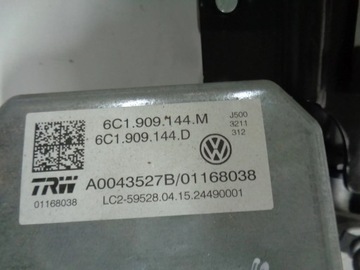 6C1.909.144.M
6C1.909.144.D
J500
3211
312
TRW
A0043527B/01168038
01168038
LC2-59528.04.15.24490001